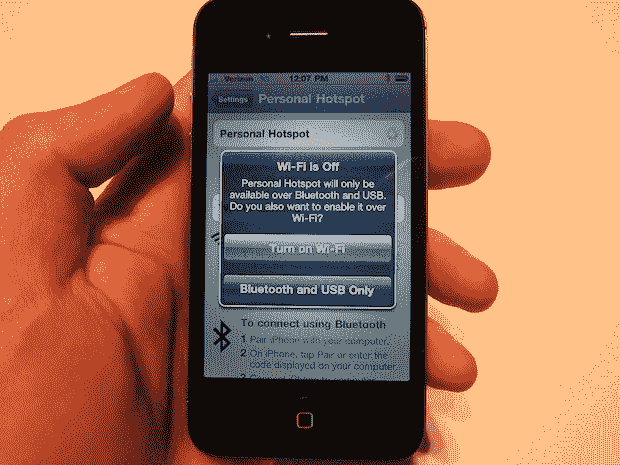 Verizon 12:07 PM
Settings Personal Hotspot
Personal Hotspot
Wi-Fi is Off
Personal Hotspot will only be
available over Bluetooth and USB.
Do you also want to enable it over
Wi-Fi?
Turn on Wi-Fi
Bluetooth and USB Only
To connect using Bluetooth
1 Pair iPhone with your computer.
2 On iPhone, tap Pair or enter the
code displayed on your computer.